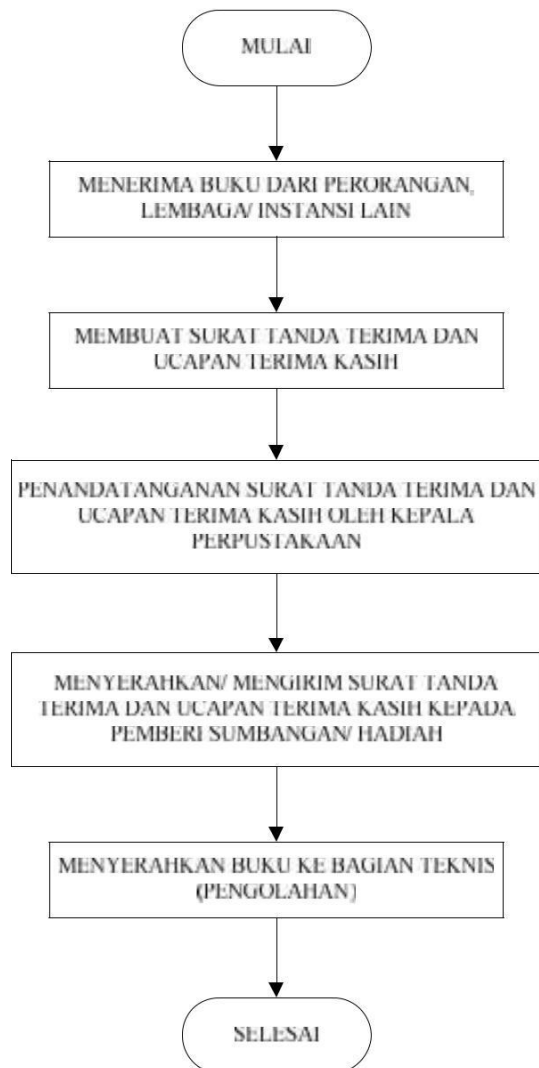 MULAI
MENERIMA BUKU DARI PERORANGAN,
LEMBAGA/ INSTANSI LAIN
MEMBUAT SURAT TANDA TERIMA DAN
UCAPAN TERIMA KASIH
PENANDATANGANAN SURAT TANDA TERIMA DAN
UCAPAN TERIMA KASIH OLEH KEPALA
PERPUSTAKAAN
MENYERAHKAN/ MENGIRIM SURAT TANDA
TERIMA DAN UCAPAN TERIMA KASIH KEPADA
PEMBERI SUMBANGAN/ HADIAH
MENYERAHKAN BUKU KE BAGIAN TEKNIS
(PENGOLAHAN)
SELESAI